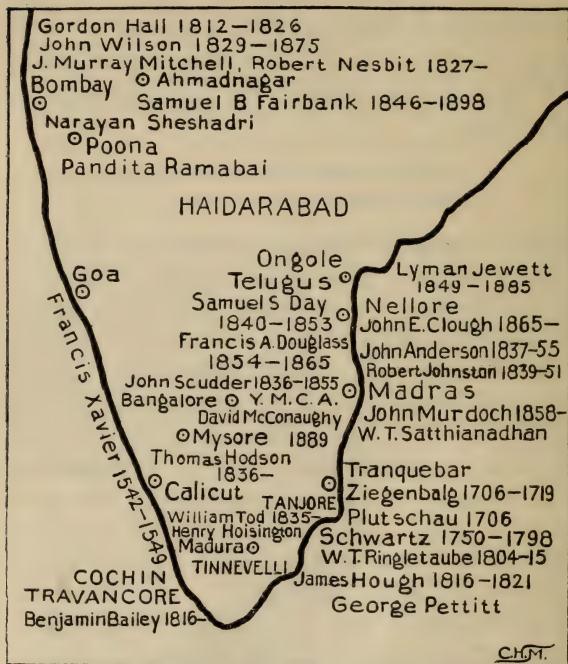 Gordon Hall 1812-1826
John Wilson 1829-1875
J. Murray Mitchell, Robert Nesbit 1827-
Bombay
Ahmadnagar
Samuel B Fairbank 1846-1898
Narayan Sheshadri
Poona
Pandita Ramabai
HAIDARABAD
Goa
Francis Xavier 1542-1549
Ongole
Telugus
Lyman Jewett
1849-1885
Samuel S Day
1840-1853
Nellore
John E. Clough 1865-
Francis A. Douglass
1854-1865
John Anderson 1837-55
Robert Johnston 1839-51
John Scudder 1836-1855
Bangalore
Y. M. C. A.
Madras
David McConaughy
1889
John Murdoch 1858-
W. T. Satthianadhan
Mysore
Thomas Hodson
1836-
Calicut
Tranquebar
TANJORE
Ziegenbalg 1706-1719
Plutschau 1706
William Tod 1835-
Henry Hoisington
Schwartz 1750-1798
Madura
W. T. Ringletaube 1804-15
TINNEVELLI
James Hough 1816-1821
George Pettitt
COCHIN
TRAVANCORE
Benjamin Bailey 1816-
C.H.M.